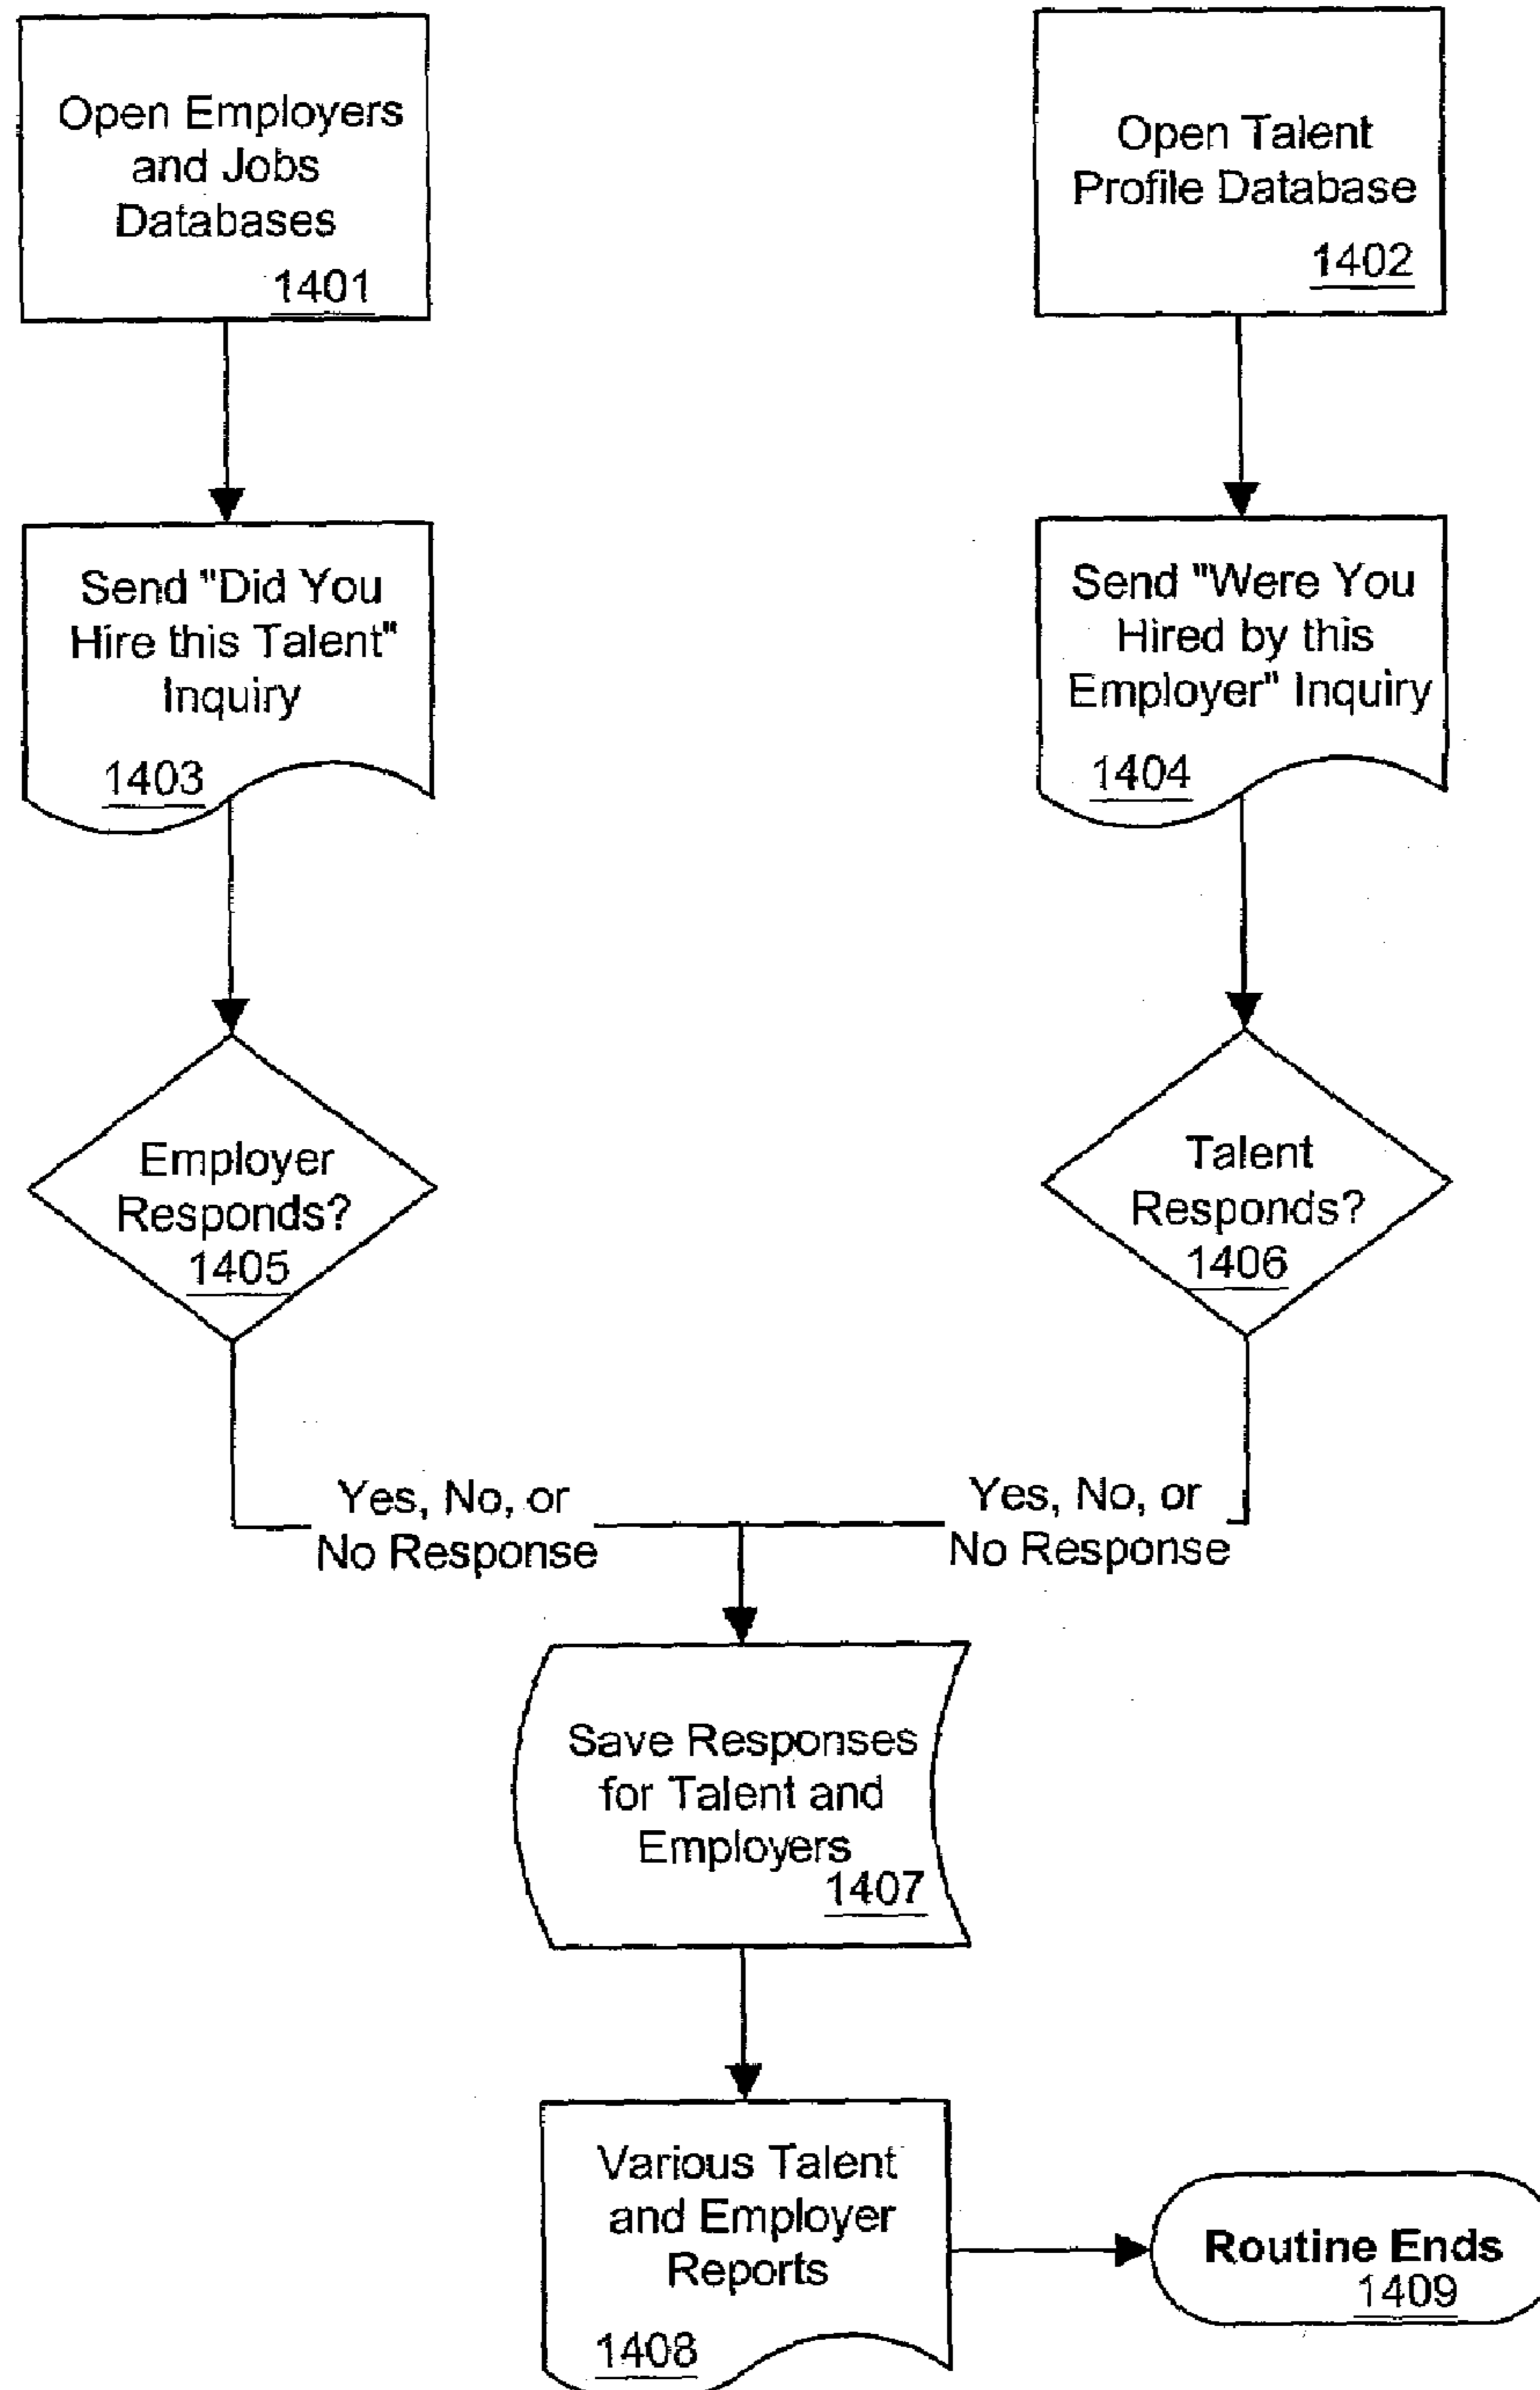 Open Employers
and Jobs
Databases
1401
Open Talent
Profile Database
1402
Send "Did You
Hire this Talent"
Inquiry
1403
Send "Were You
Hired by this
Employer" Inquiry
1404
Employer
Responds?
1405
Talent
Responds?
1406
Yes, No, or
No Response
Yes, No, or
No Response
Save Responses
for Talent and
Employers
1407
Various Talent
and Employer
Reports
1408
Routine Ends
1409